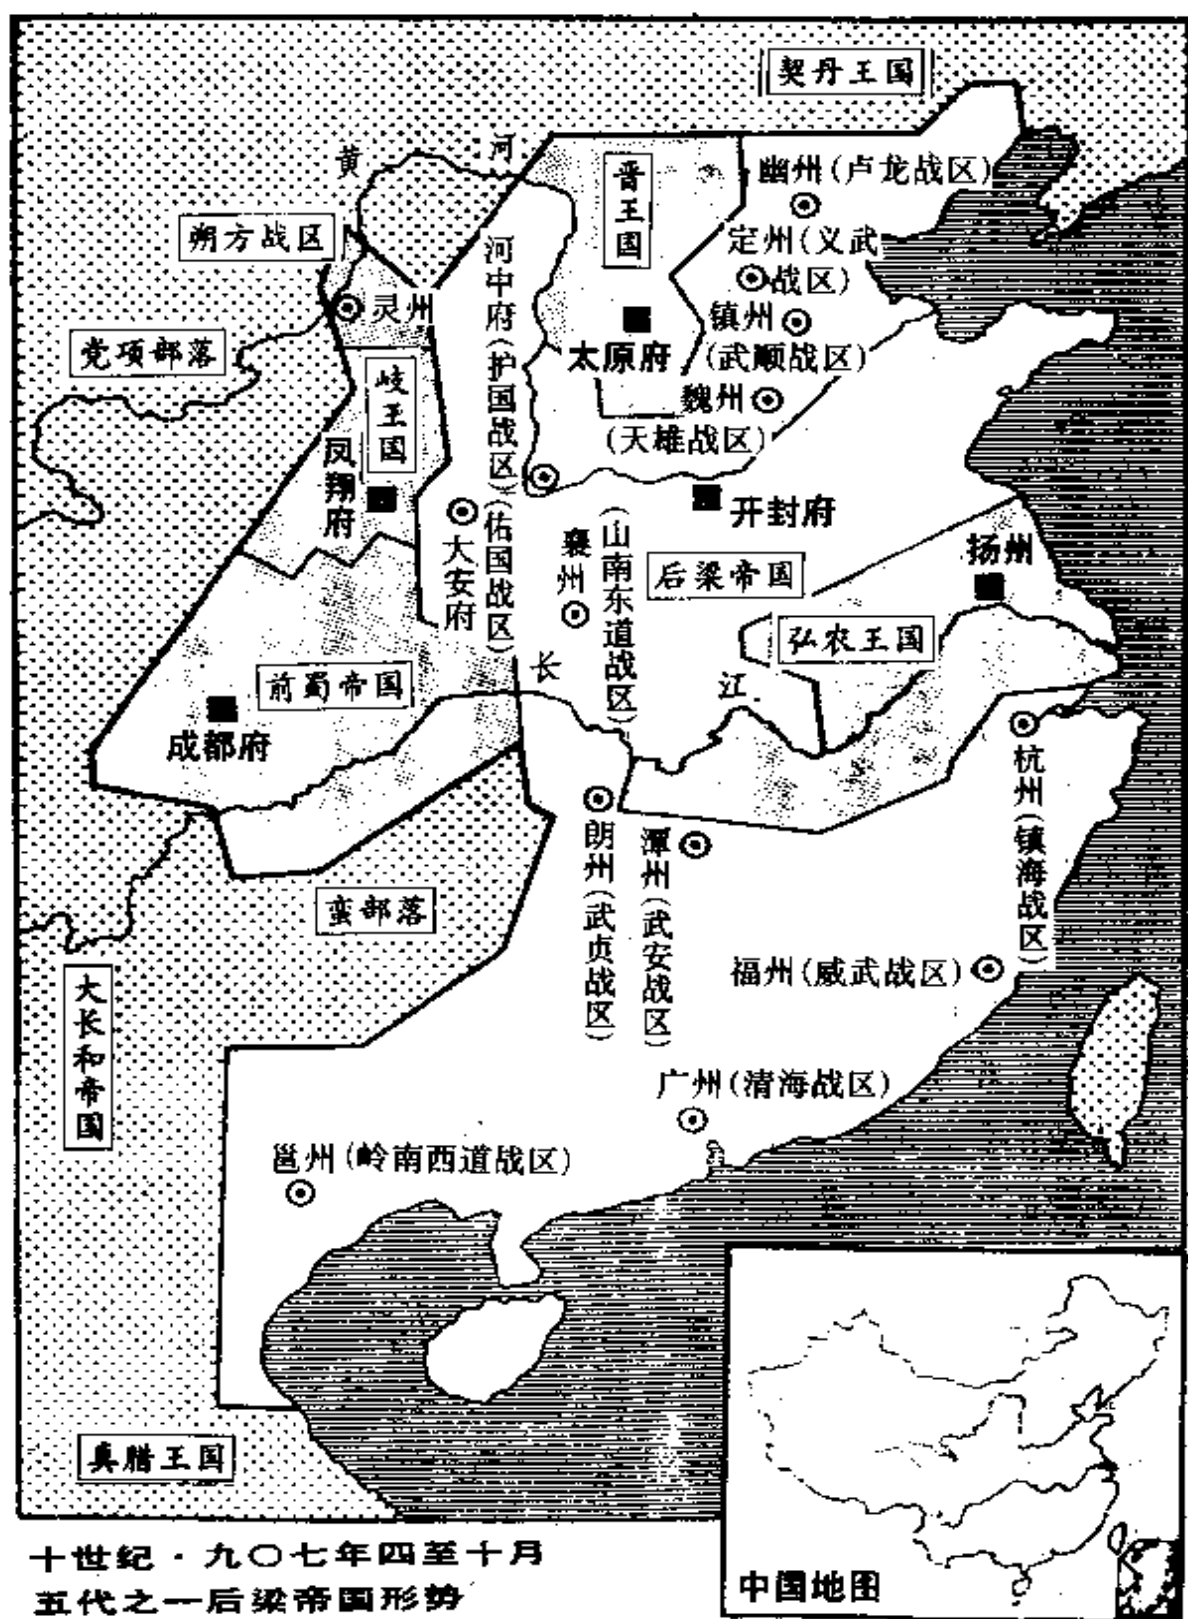 契丹王国
黄
河
晋王国
幽州(卢龙战区)
朔方战区
定州(义武
战区)
河中府(护国战区)
灵州
镇州
(武顺战区)
党项部落
太原府
岐王国
魏州
(天雄战区)
凤翔府
开封府
大安府
(佑国战区)
襄州
(山南东道战区)
后梁帝国
扬州
弘农王国
前蜀帝国
长
江
成都府
杭州(镇海战区)
朗州(武贞战区)
潭州(武安战区)
蛮部落
福州(威武战区)
大长和帝国
广州(清海战区)
邕州(岭南西道战区)
真腊王国
中国地图
十世纪·九〇七年四至十月
五代之一后梁帝国形势